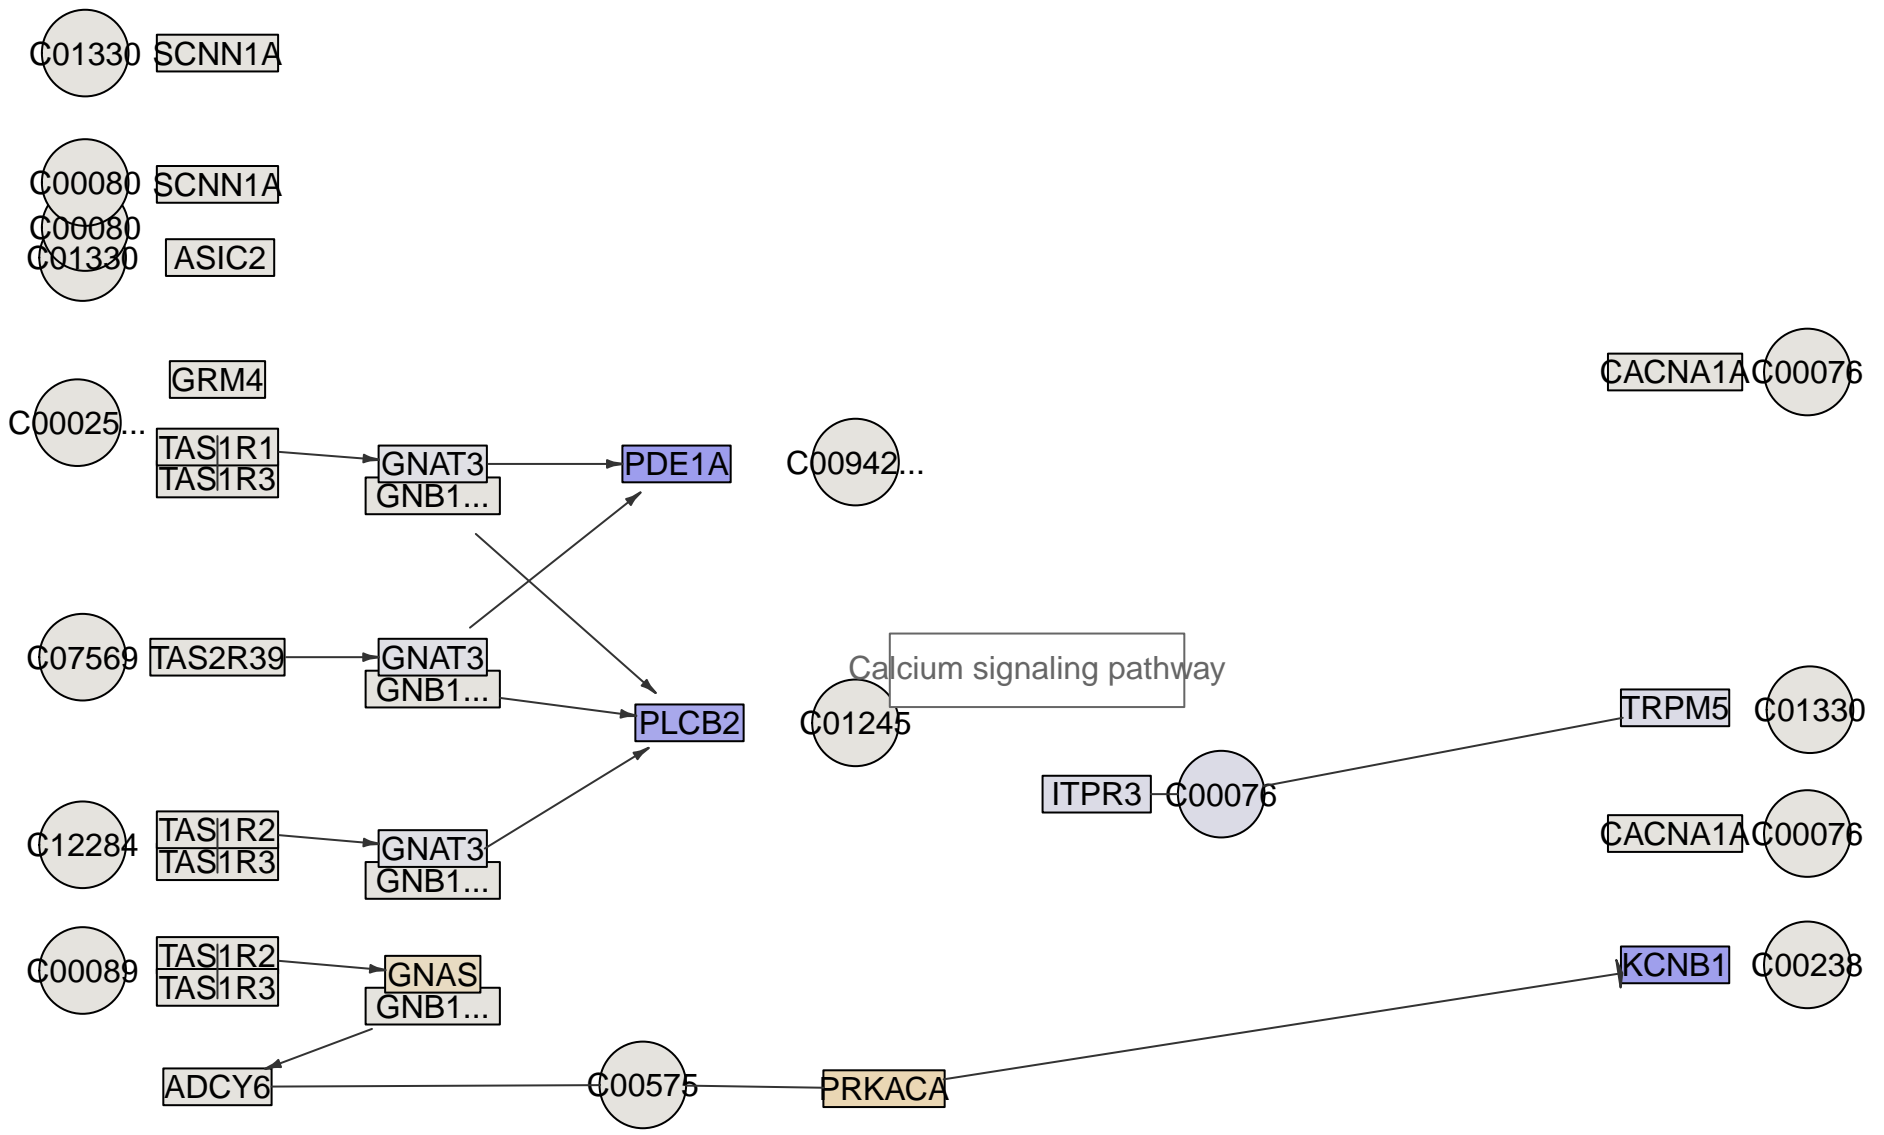 C01330 SCNN1A
C00080 SCNN1A
C00080
C01330 ASIC2
CACNA1A C00076
GRM4
C00025...
TAS1R1
GNAT3 PDE1A C00942...
TAS1R3
GNB1...
C07569 TAS2R39 GNAT3
Calcium signaling pathway
GNB1...
TRPM5 C01330
PLCB2 C01245
ITPR3 C00076
TAS1R2
CACNA1A C00076
C12284
GNAT3
TAS1R3
GNB1...
TAS1R2
KCNB1 C00238
C00089
GNAS
TAS1R3
GNB1...
ADCY6 C00575 PRKACA